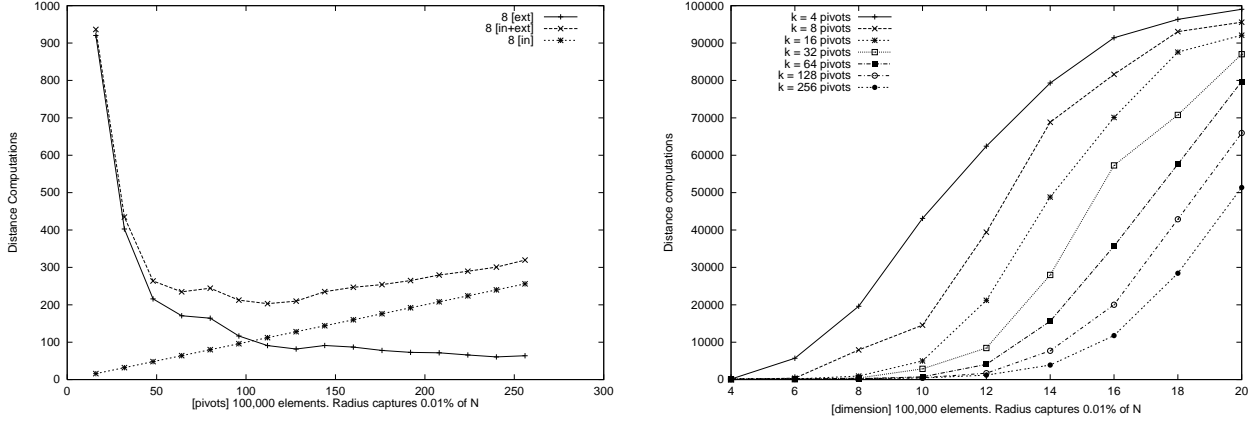 1000
900
800
700
600
500
400
300
200
100
0
0 50 100 150 200 250 300
Distance Computations
[pivots] 100,000 elements. Radius captures 0.01% of N
8 [ext]
8 [in+ext]
8 [in]
100000
90000
80000
70000
60000
50000
40000
30000
20000
10000
0
4 6 8 10 12 14 16 18 20
Distance computations
[dimension] 100,000 elements. Radius captures 0.01% of N
k = 4 pivots
k = 8 pivots
k = 16 pivots
k = 32 pivots
k = 64 pivots
k = 128 pivots
k = 256 pivots